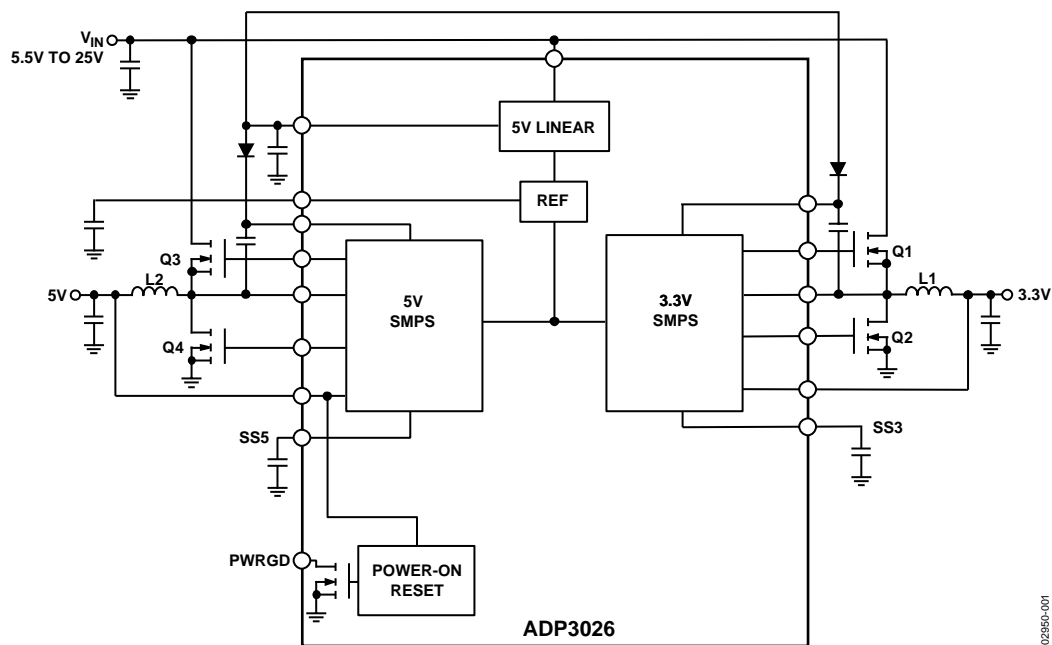 VIN
5.5V TO 25V
5V LINEAR
REF
Q3
Q1
L2
L1
5V
5V
SMPS
3.3V
SMPS
3.3V
Q4
Q2
SS5
SS3
PWRGD
POWER-ON
RESET
ADP3026
02950-001